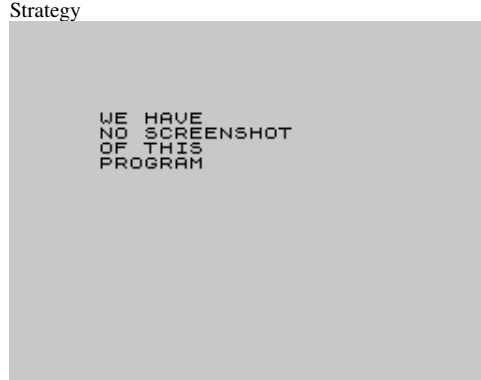 Strategy
WE HAVE
NO SCREENSHOT
OF THIS
PROGRAM